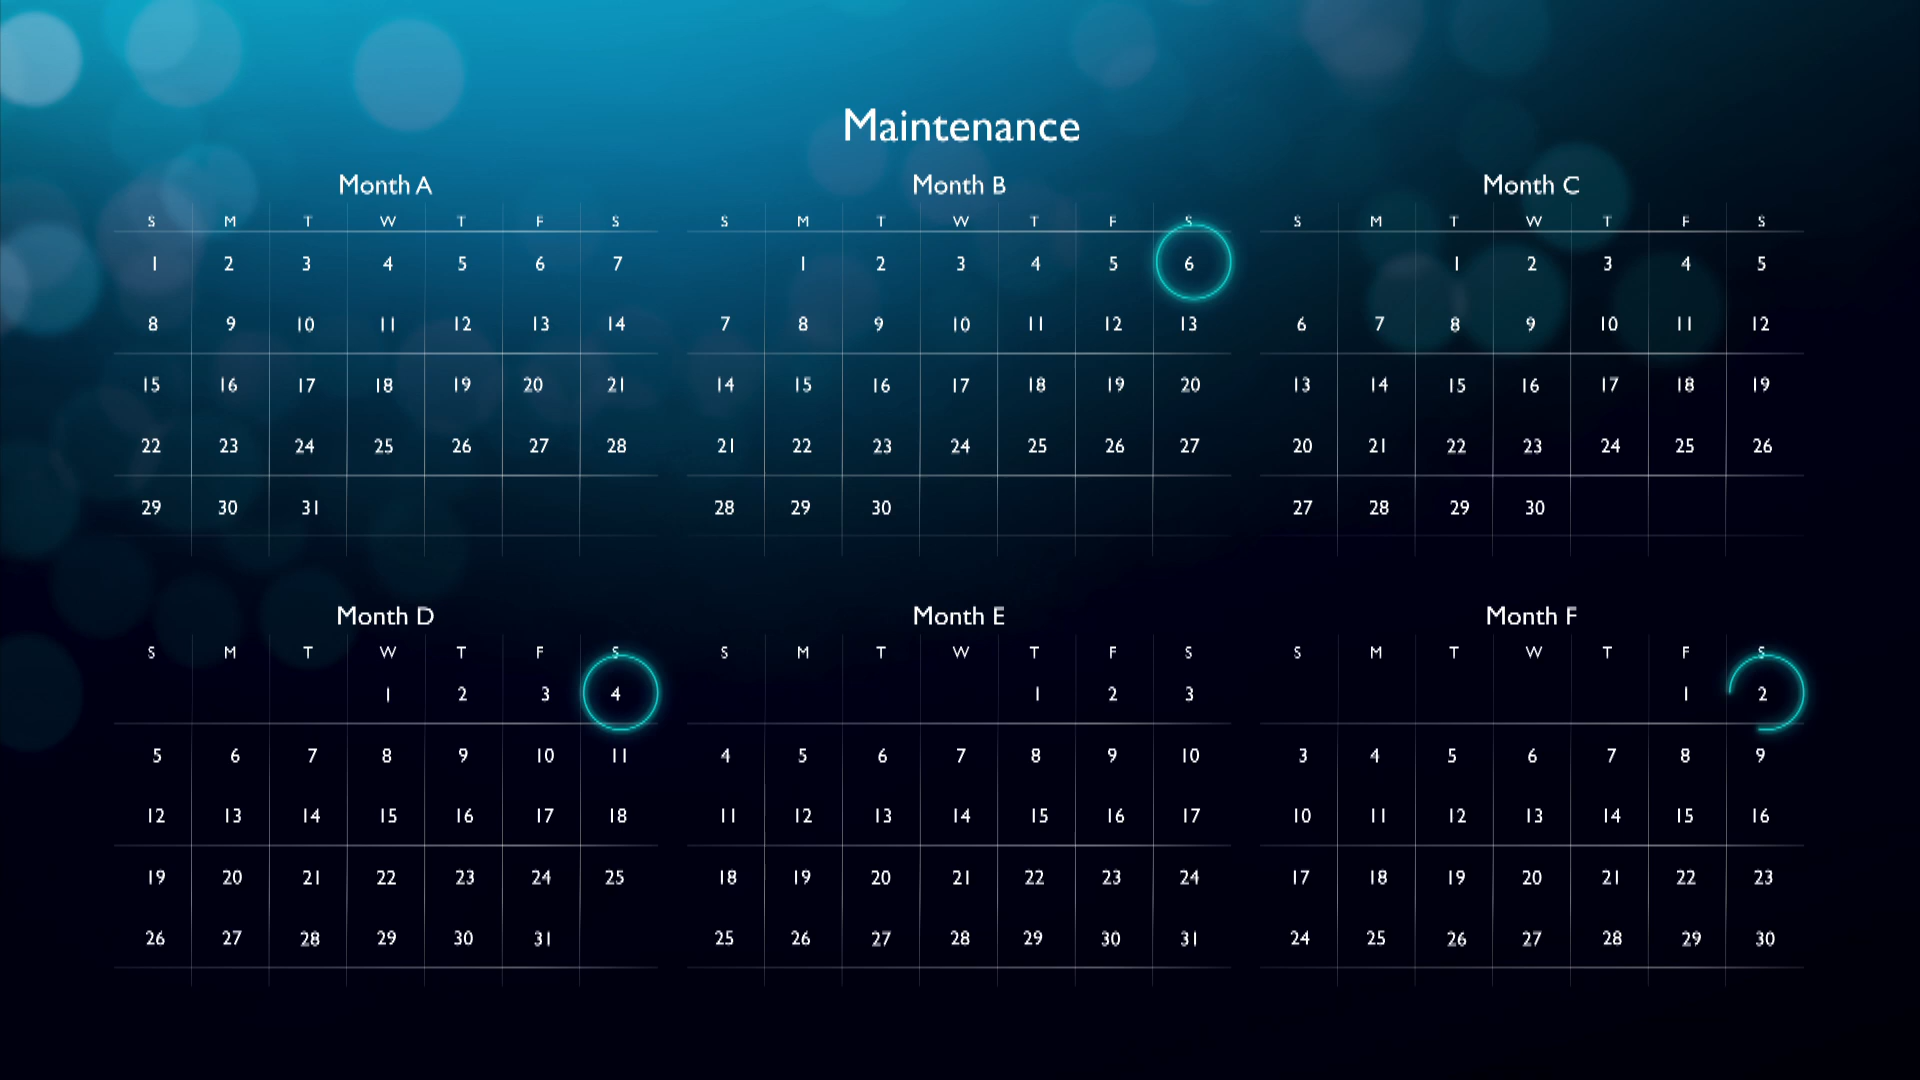 Maintenance
Month A
S M T W T F S
1 2 3 4 5 6 7
8 9 10 11 12 13 14
15 16 17 18 19 20 21
22 23 24 25 26 27 28
29 30 31
Month B
S M T W T F S
1 2 3 4 5 6
7 8 9 10 11 12 13
14 15 16 17 18 19 20
21 22 23 24 25 26 27
28 29 30
Month C
S M T W T F S
1 2 3 4 5
6 7 8 9 10 11 12
13 14 15 16 17 18 19
20 21 22 23 24 25 26
27 28 29 30
Month D
S M T W T F S
1 2 3 4
5 6 7 8 9 10 11
12 13 14 15 16 17 18
19 20 21 22 23 24 25
26 27 28 29 30 31
Month E
S M T W T F S
1 2 3
4 5 6 7 8 9 10
11 12 13 14 15 16 17
18 19 20 21 22 23 24
25 26 27 28 29 30 31
Month F
S M T W T F S
1 2
3 4 5 6 7 8 9
10 11 12 13 14 15 16
17 18 19 20 21 22 23
24 25 26 27 28 29 30